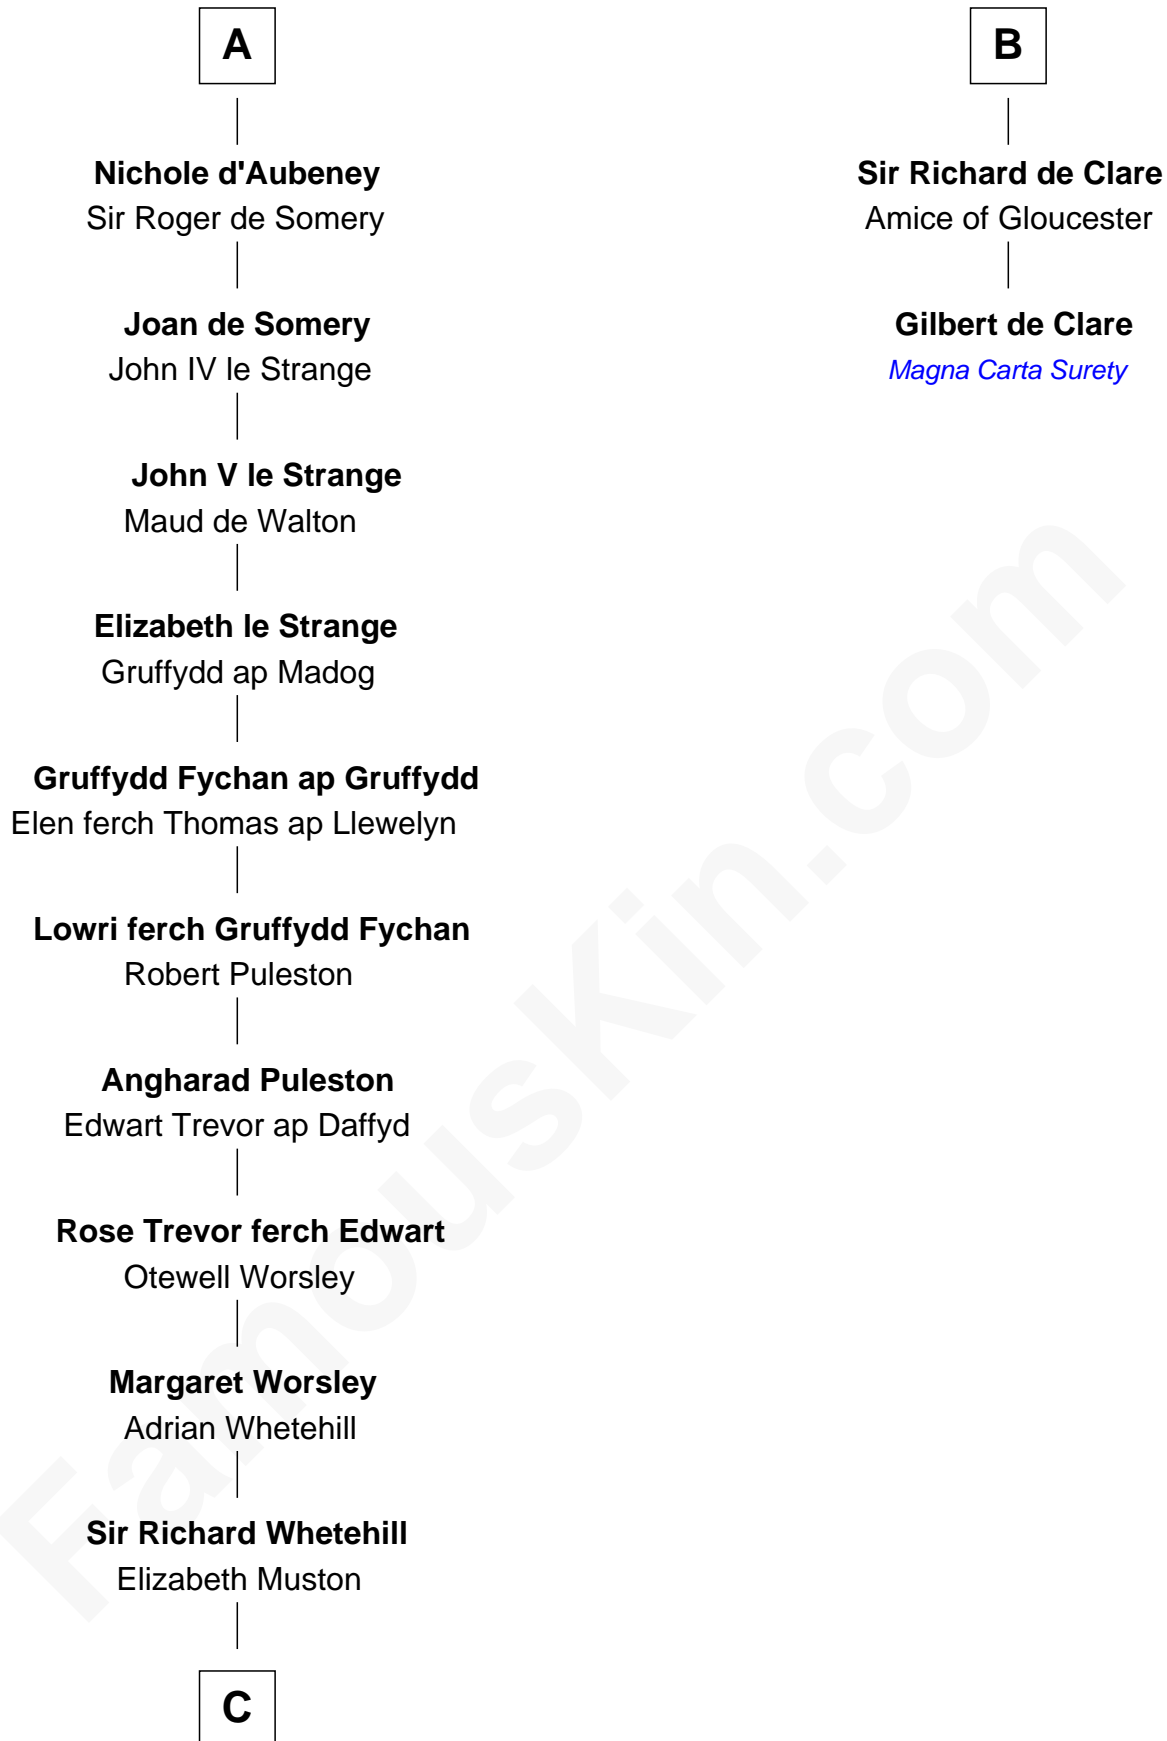 A
Nichole d'Aubeney
Sir Roger de Somery
Joan de Somery
John IV le Strange
John V le Strange
Maud de Walton
Elizabeth le Strange
Gruffydd ap Madog
Gruffydd Fychan ap Gruffydd
Elen ferch Thomas ap Llewelyn
Lowri ferch Gruffydd Fychan
Robert Puleston
Angharad Puleston
Edwart Trevor ap Daffyd
Rose Trevor ferch Edwart
Otewell Worsley
Margaret Worsley
Adrian Whetehill
Sir Richard Whetehill
Elizabeth Muston
C
B
Sir Richard de Clare
Amice of Gloucester
Gilbert de Clare
Magna Carta Surety
FamousKin.com